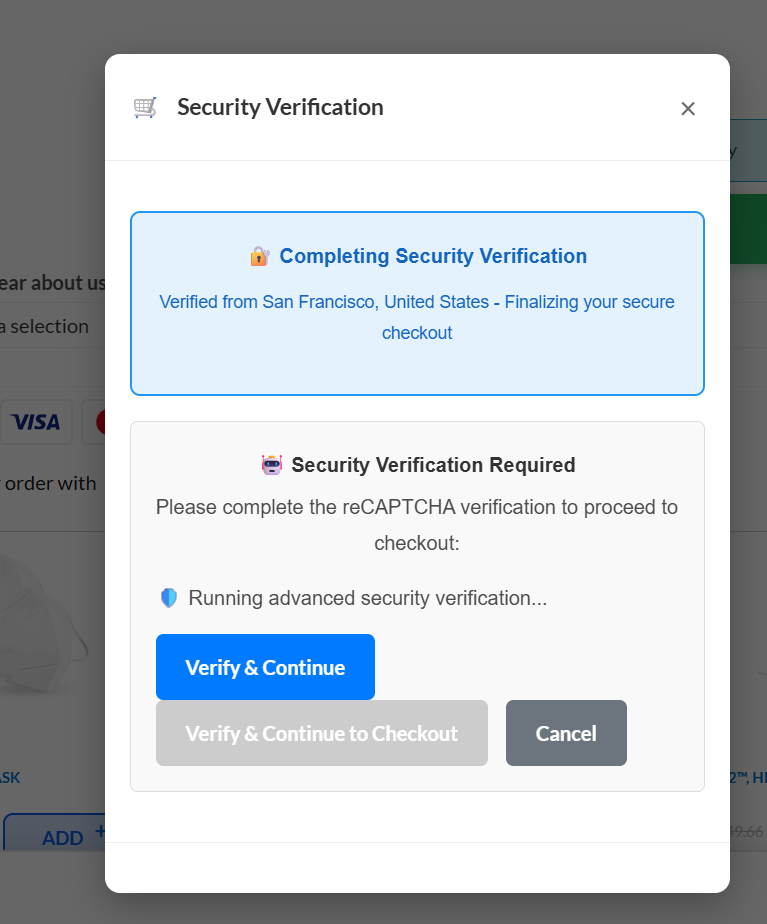 Security Verification ×
y
Completing Security Verification
Verified from San Francisco, United States - Finalizing your secure
checkout
ear about us
a selection
VISA
Security Verification Required
order with
Please complete the reCAPTCHA verification to proceed to
checkout:
Running advanced security verification...
Verify & Continue
Verify & Continue to Checkout
Cancel
ASK
2™, HE
ADD +
49.66